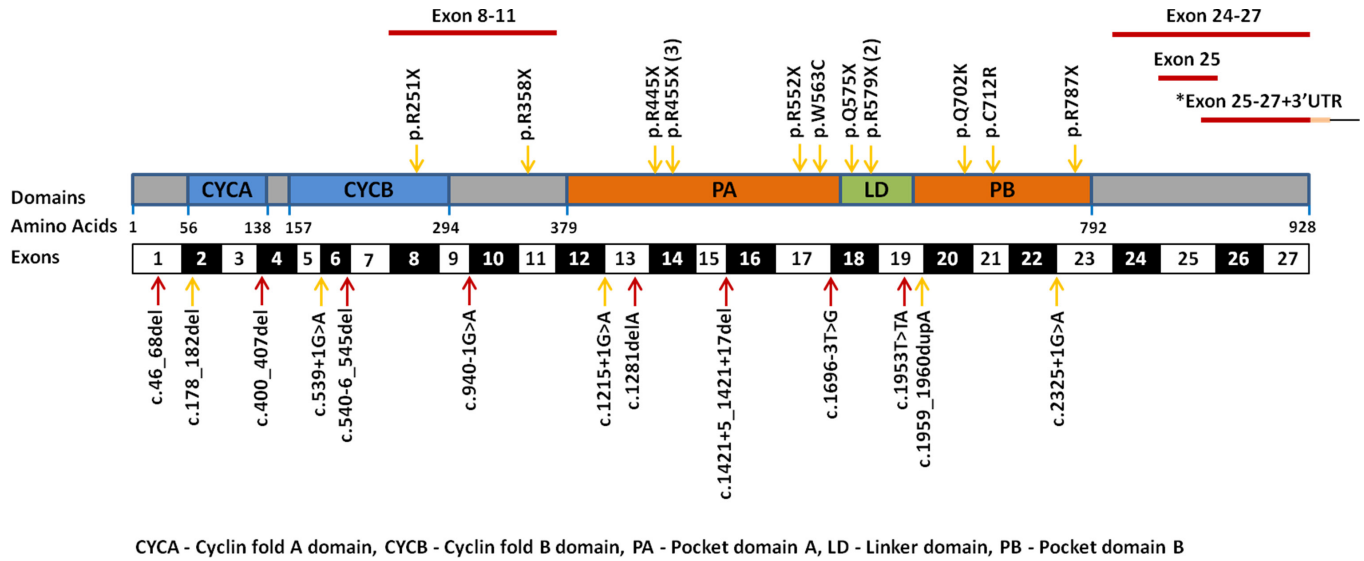 Exon 8-11
Exon 24-27
Exon 25
*Exon 25-27+3'UTR
p.R251X
p.R358X
p.R445X
p.R455X (3)
p.R552X
p.W563C
p.Q575X
p.R579X (2)
p.Q702K
p.C712R
p.R787X
Domains
CYCA
CYCB
PA
LD
PB
Amino Acids
1 56 138 157 294 379 792 928
Exons
1 2 3 4 5 6 7 8 9 10 11 12 13 14 15 16 17 18 19 20 21 22 23 24 25 26 27
c.46_68del
c.178_182del
c.400_407del
c.539+1G>A
c.540-6_545del
c.940-1G>A
c.1215+1G>A
c.1281delA
c.1421+5_1421+17del
c.1696-3T>G
c.1953T>TA
c.1959_1960dupA
c.2325+1G>A
CYCA - Cyclin fold A domain, CYCB - Cyclin fold B domain, PA - Pocket domain A, LD - Linker domain, PB - Pocket domain B